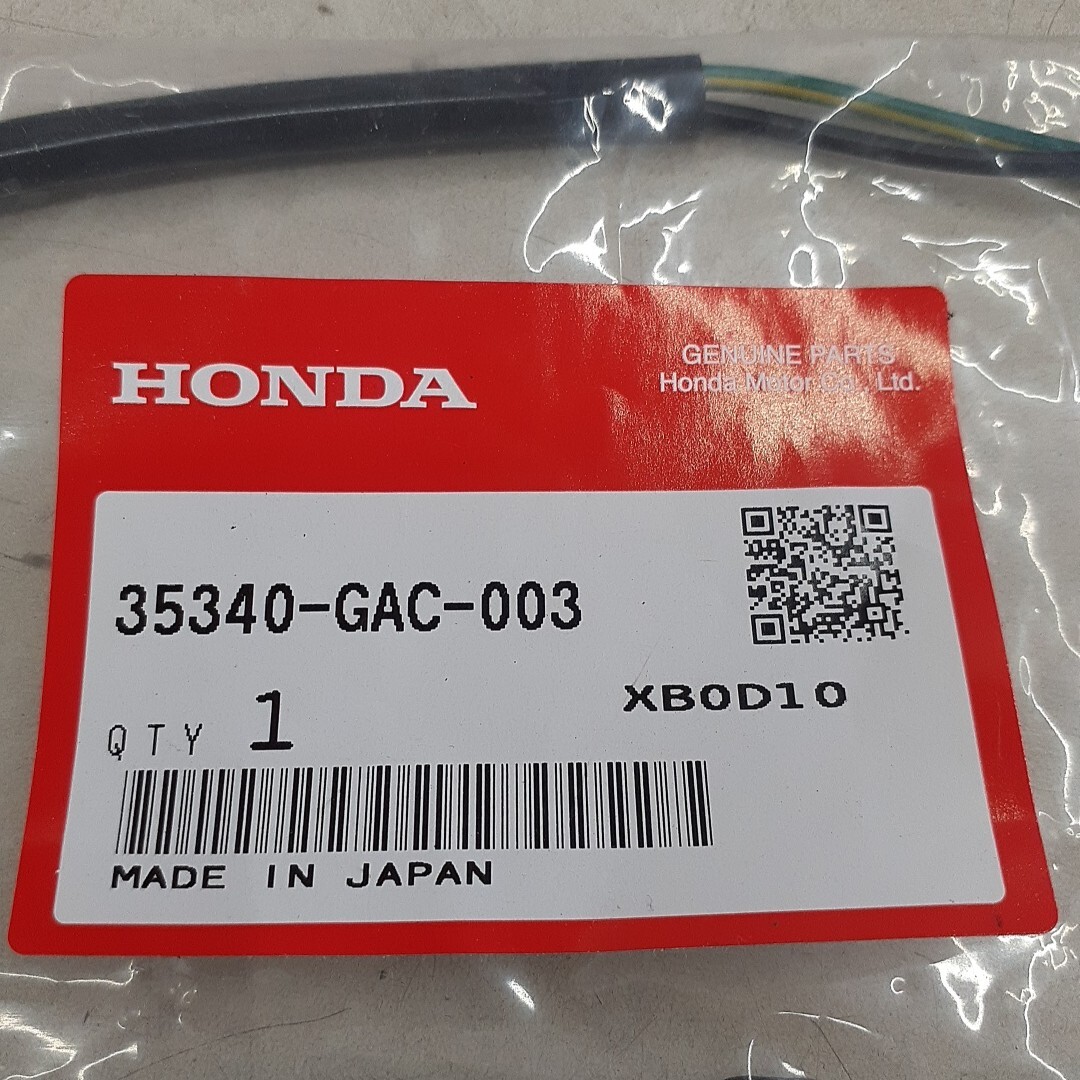 HONDA
GENUINE PARTS
Honda Motor Co., Ltd.
35340-GAC-003
XB0D10
QTY 1
MADE IN JAPAN